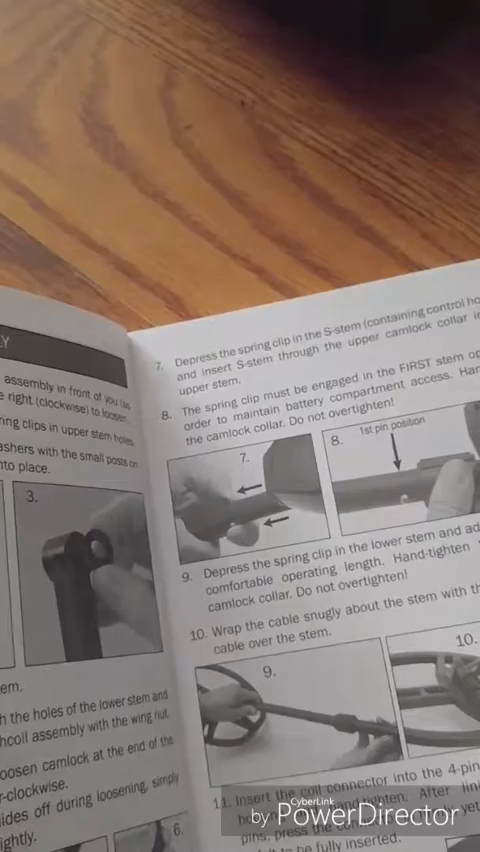 Y
assembly in front of you
right (clockwise) to loosen.
ring clips in upper stem holes.
ashers with the small posts on
nto place.
3.
em.
h the holes of the lower stem and
hcoil assembly with the wing nut.
oosen camlock at the end of the
r-clockwise.
ides off during loosening, simply
ightly.
6.
7. Depress the spring clip in the S-stem (containing control ho
and insert S-stem through the upper camlock collar in
upper stem.
8. The spring clip must be engaged in the FIRST stem op
order to maintain battery compartment access. Han
the camlock collar. Do not overtighten!
7.
8. 1st pin position
9. Depress the spring clip in the lower stem and ad
comfortable operating length. Hand-tighten
camlock collar. Do not overtighten!
10. Wrap the cable snugly about the stem with th
cable over the stem.
9.
10.
11. Insert the coil connector into the 4-pin
tighten. After lini
pins, press the yet
be fully inserted.
CyberLink
by PowerDirector